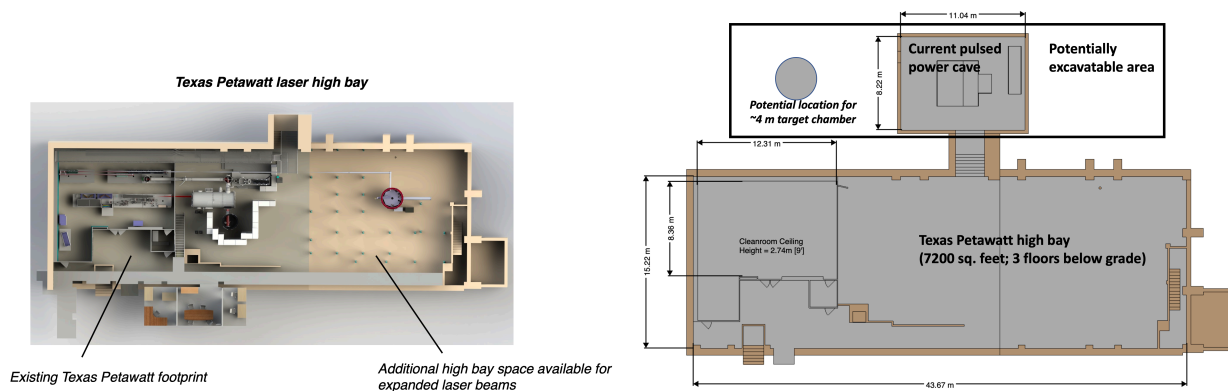 Texas Petawatt laser high bay
Existing Texas Petawatt footprint
Additional high bay space available for
expanded laser beams
11.04 m
8.22 m
Current pulsed
power cave
Potentially
excavatable area
Potential location for
~4 m target chamber
12.31 m
15.22 m
8.36 m
Cleanroom Ceiling
Height = 2.74m [9']
Texas Petawatt high bay
(7200 sq. feet; 3 floors below grade)
43.67 m